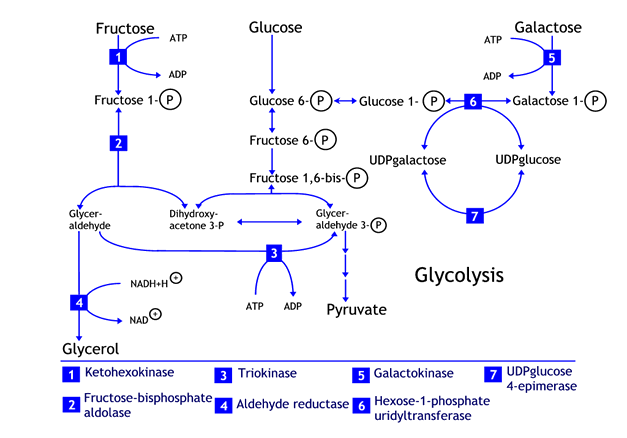 Fructose
Glucose
Galactose
ATP
ADP
1
ATP
ADP
5
Fructose 1- P
Glucose 6- P
Glucose 1- P
6
Galactose 1- P
2
Fructose 6- P
UDPgalactose
UDPglucose
Fructose 1,6-bis- P
7
Glycer-
aldehyde
Dihydroxy-
acetone 3-P
Glycer-
aldehyde 3- P
3
Glycolysis
NADH+H +
4
NAD +
ATP
ADP
Pyruvate
Glycerol
1 Ketohexokinase
3 Triokinase
5 Galactokinase
7 UDPglucose
4-epimerase
2 Fructose-bisphosphate
aldolase
4 Aldehyde reductase
6 Hexose-1-phosphate
uridyltransferase